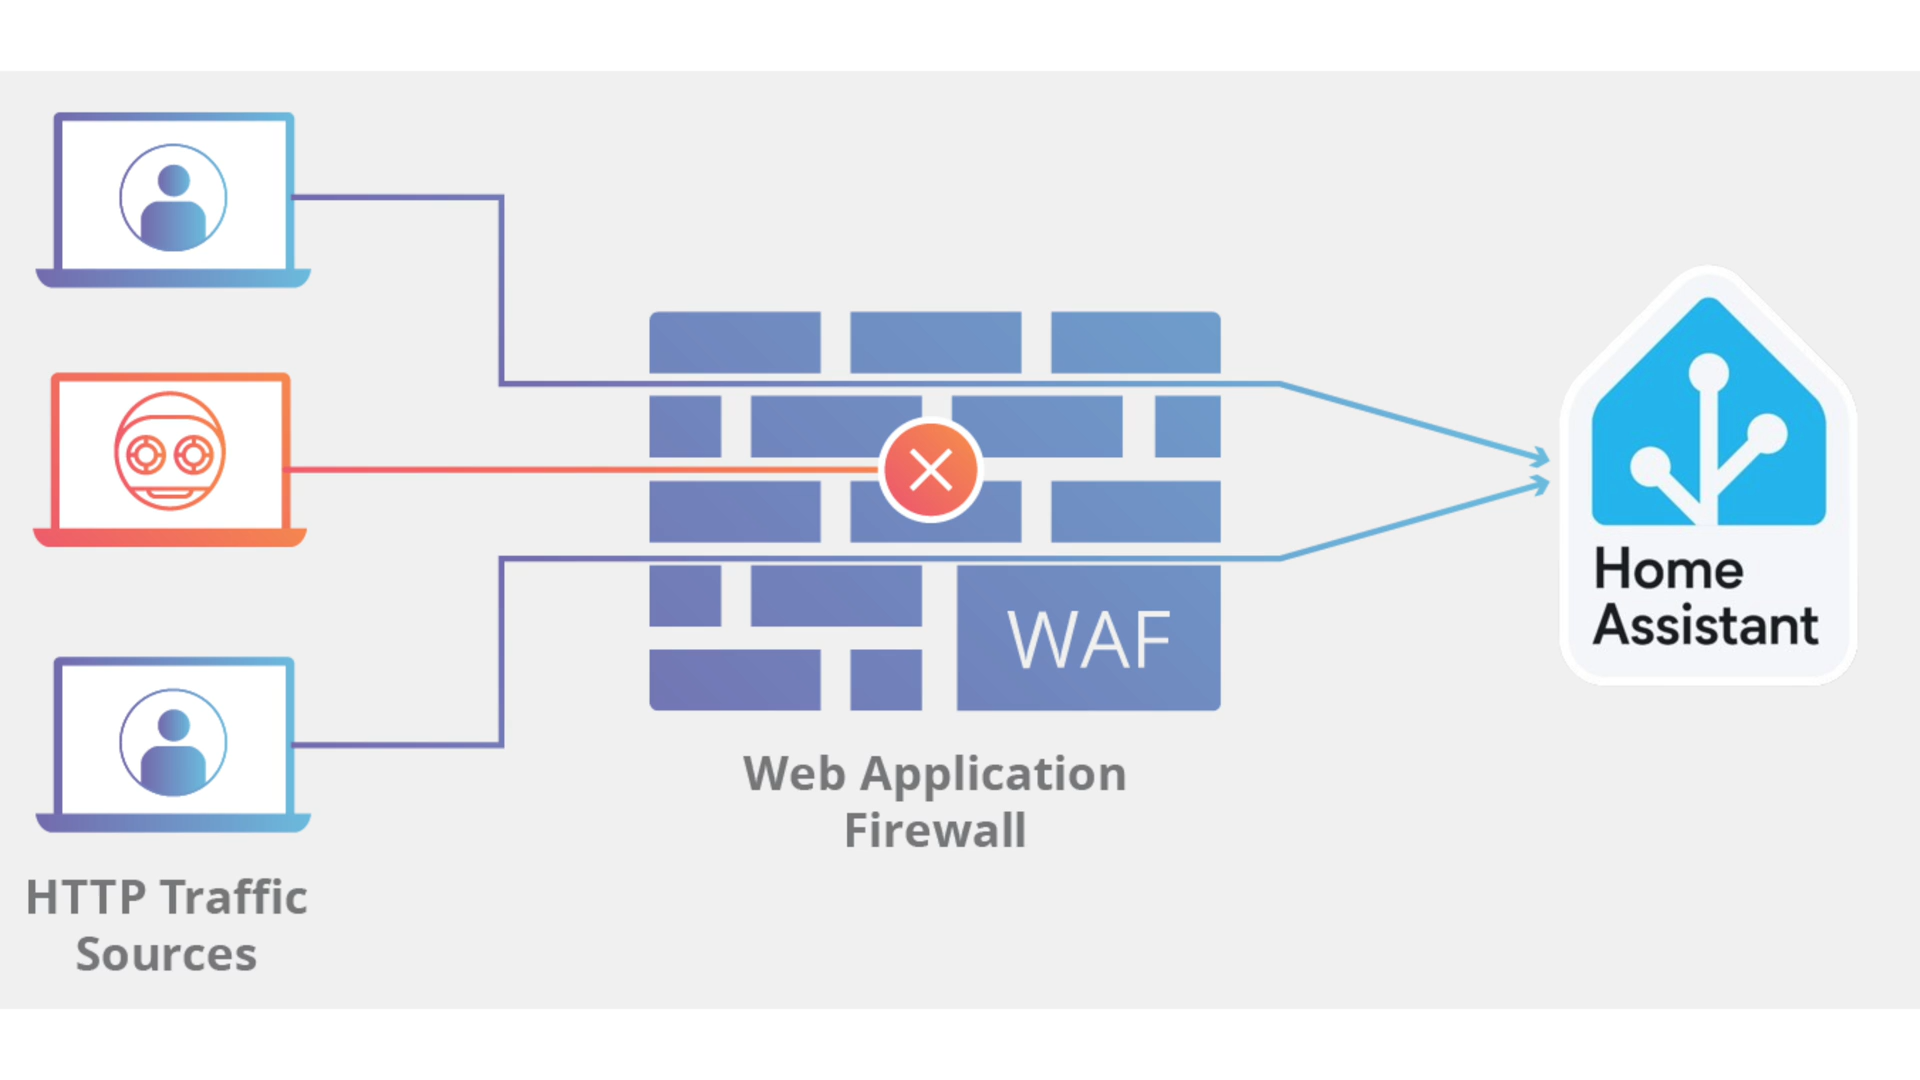 HTTP Traffic
Sources
WAF
Web Application
Firewall
Home
Assistant